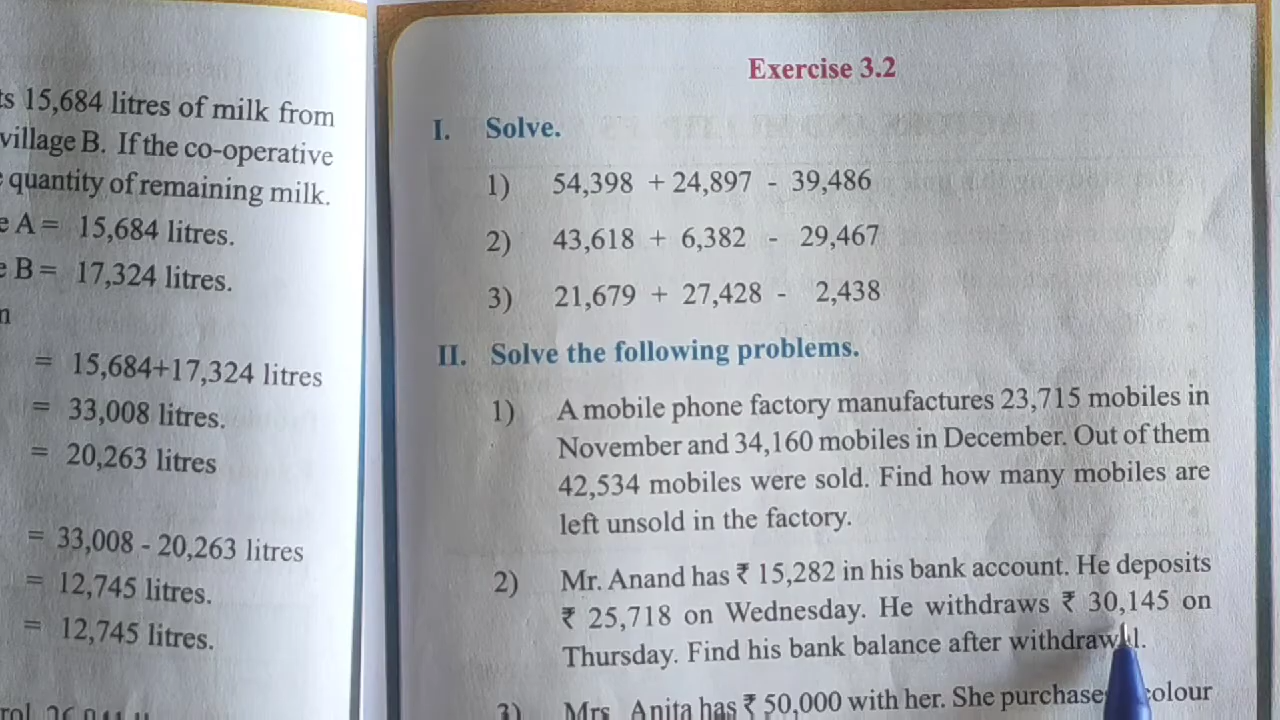 15,684 litres of milk from
village B. If the co-operative
quantity of remaining milk.
A = 15,684 litres.
B = 17,324 litres.
= 15,684+17,324 litres
= 33,008 litres.
= 20,263 litres
= 33,008 - 20,263 litres
= 12,745 litres.
= 12,745 litres.
Exercise 3.2
I. Solve.
1) 54,398 + 24,897 - 39,486
2) 43,618 + 6,382 - 29,467
3) 21,679 + 27,428 - 2,438
II. Solve the following problems.
1) A mobile phone factory manufactures 23,715 mobiles in
November and 34,160 mobiles in December. Out of them
42,534 mobiles were sold. Find how many mobiles are
left unsold in the factory.
2) Mr. Anand has ₹ 15,282 in his bank account. He deposits
₹ 25,718 on Wednesday. He withdraws ₹ 30,145 on
Thursday. Find his bank balance after withdrawal.
3) Mrs. Anita has ₹ 50,000 with her. She purchases colour